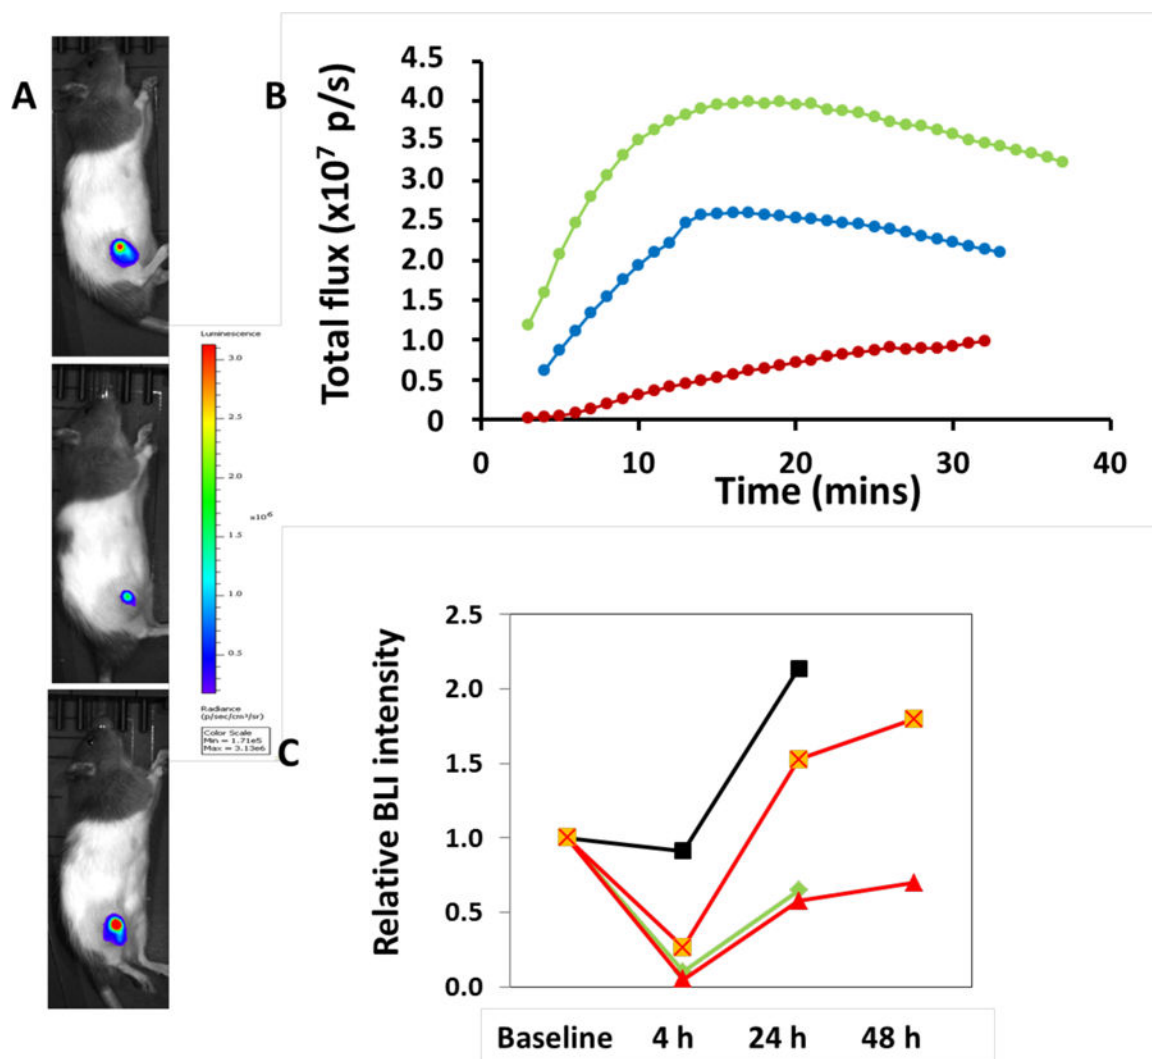 A
Luminescence
3.0
2.5
2.0
1.5
x10⁶
1.0
0.5
Radiance
(p/sec/cm²/sr)
Color Scale
Min = 1.71e5
Max = 3.13e6
B
Total flux (x10⁷ p/s)
4.5
4.0
3.5
3.0
2.5
2.0
1.0
0.5
0
0 10 20 30 40
Time (mins)
C
Relative BLI intensity
2.5
2.0
1.5
1.0
0.5
0.0
Baseline 4 h 24 h 48 h